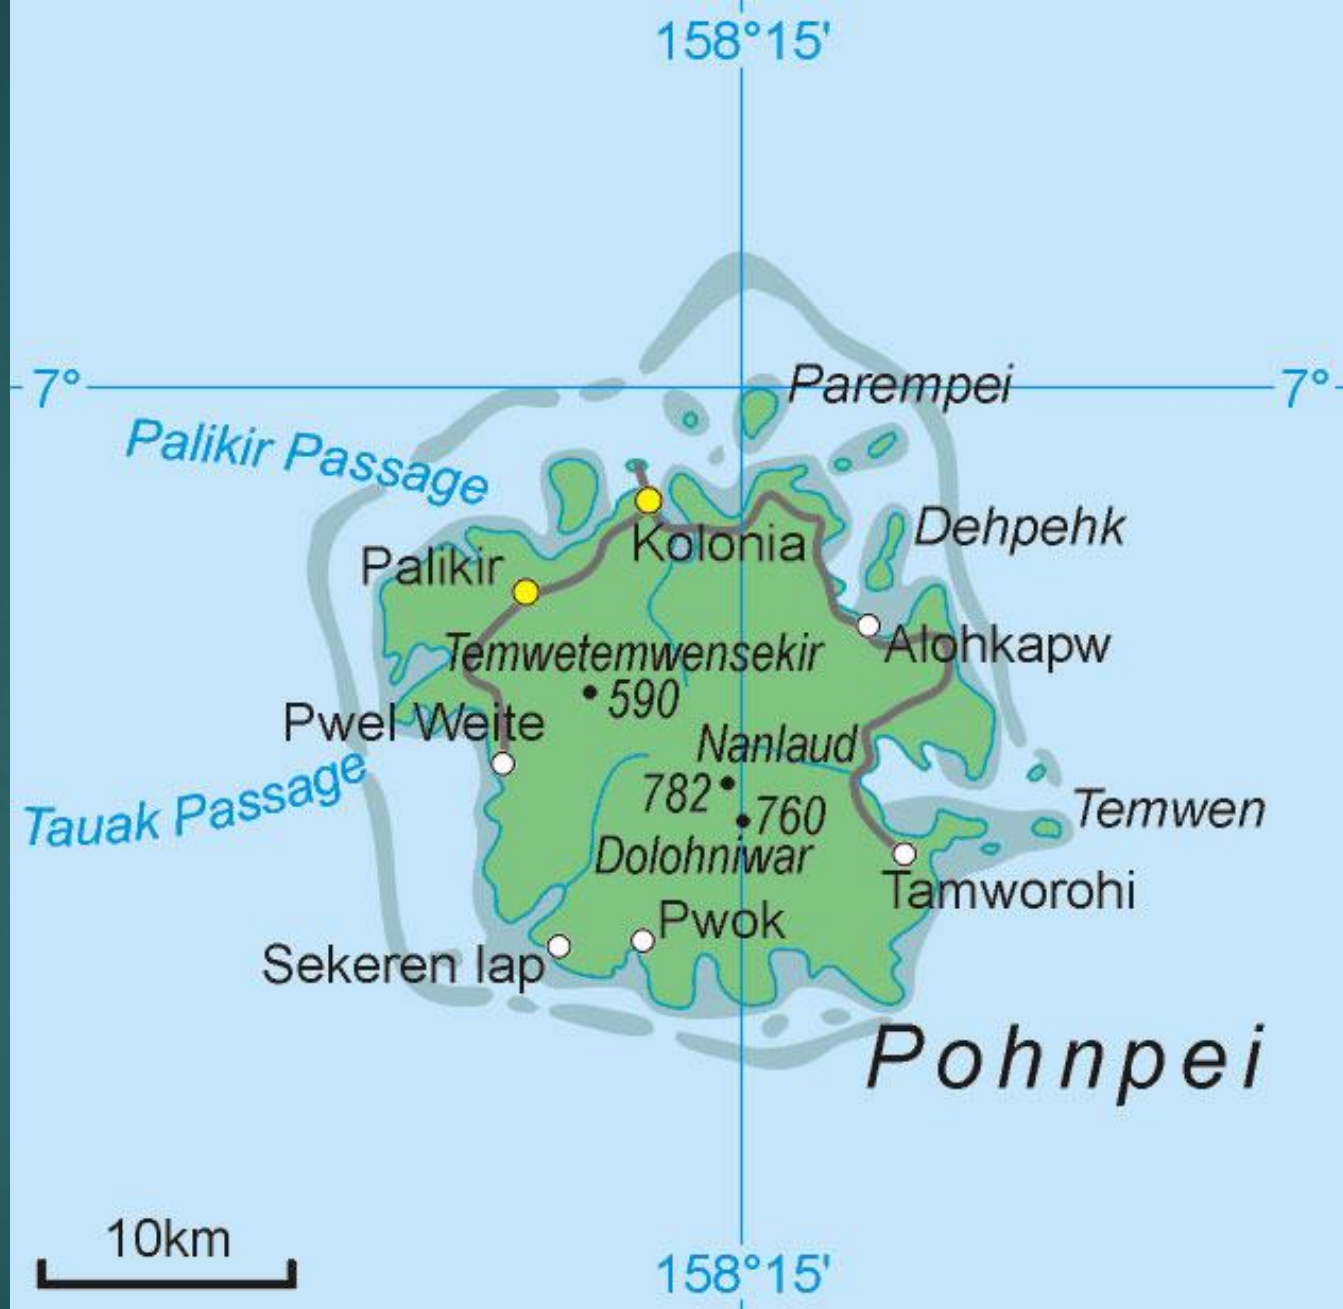 158°15'
7°
Parempei
7°
Palikir Passage
Dehpehk
Kolonia
Palikir
Alohkapw
Temwetemwensekir
590
Pwel Weite
Nanlaud
782
760
Tauak Passage
Temwen
Dolohniwar
Tamworohi
Pwok
Sekeren Iap
Pohnpei
10km
158°15'